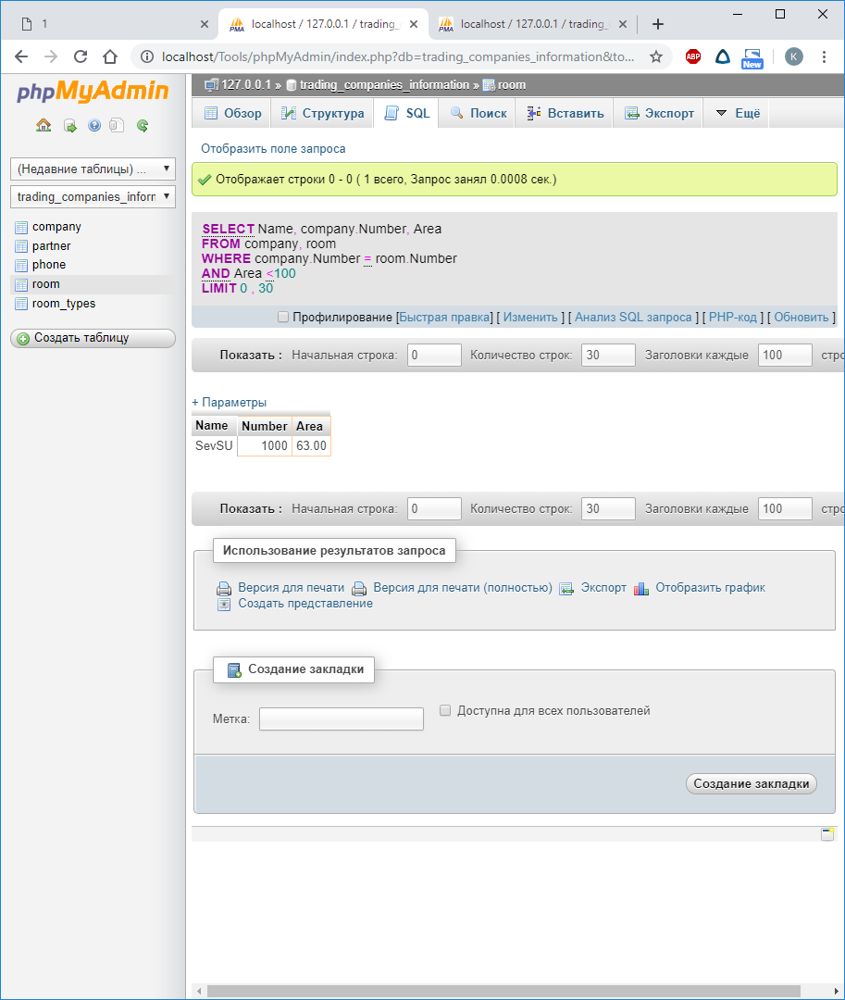 1
localhost / 127.0.0.1 / trading_
localhost / 127.0.0.1 / trading_
localhost/Tools/phpMyAdmin/index.php?db=trading_companies_information&to...
ABP
New
K
phpMyAdmin
(Недавние таблицы) ...
trading_companies_inforr
company
partner
phone
room
room_types
Создать таблицу
127.0.0.1 » trading_companies_information » room
Обзор Структура SQL Поиск Вставить Экспорт Ещё
Отобразить поле запроса
Отображает строки 0 - 0 ( 1 всего, Запрос занял 0.0008 сек.)
SELECT Name, company.Number, Area
FROM company, room
WHERE company.Number = room.Number
AND Area <100
LIMIT 0 , 30
Профилирование [Быстрая правка] [ Изменить ] [ Анализ SQL запроса ] [ PHP-код ] [ Обновить ]
Показать : Начальная строка: 0 Количество строк: 30 Заголовки каждые 100 стро
+ Параметры
Name Number Area
SevSU 1000 63.00
Показать : Начальная строка: 0 Количество строк: 30 Заголовки каждые 100 стро
Использование результатов запроса
Версия для печати Версия для печати (полностью) Экспорт Отобразить график
Создать представление
Создание закладки
Метка: Доступна для всех пользователей
Создание закладки